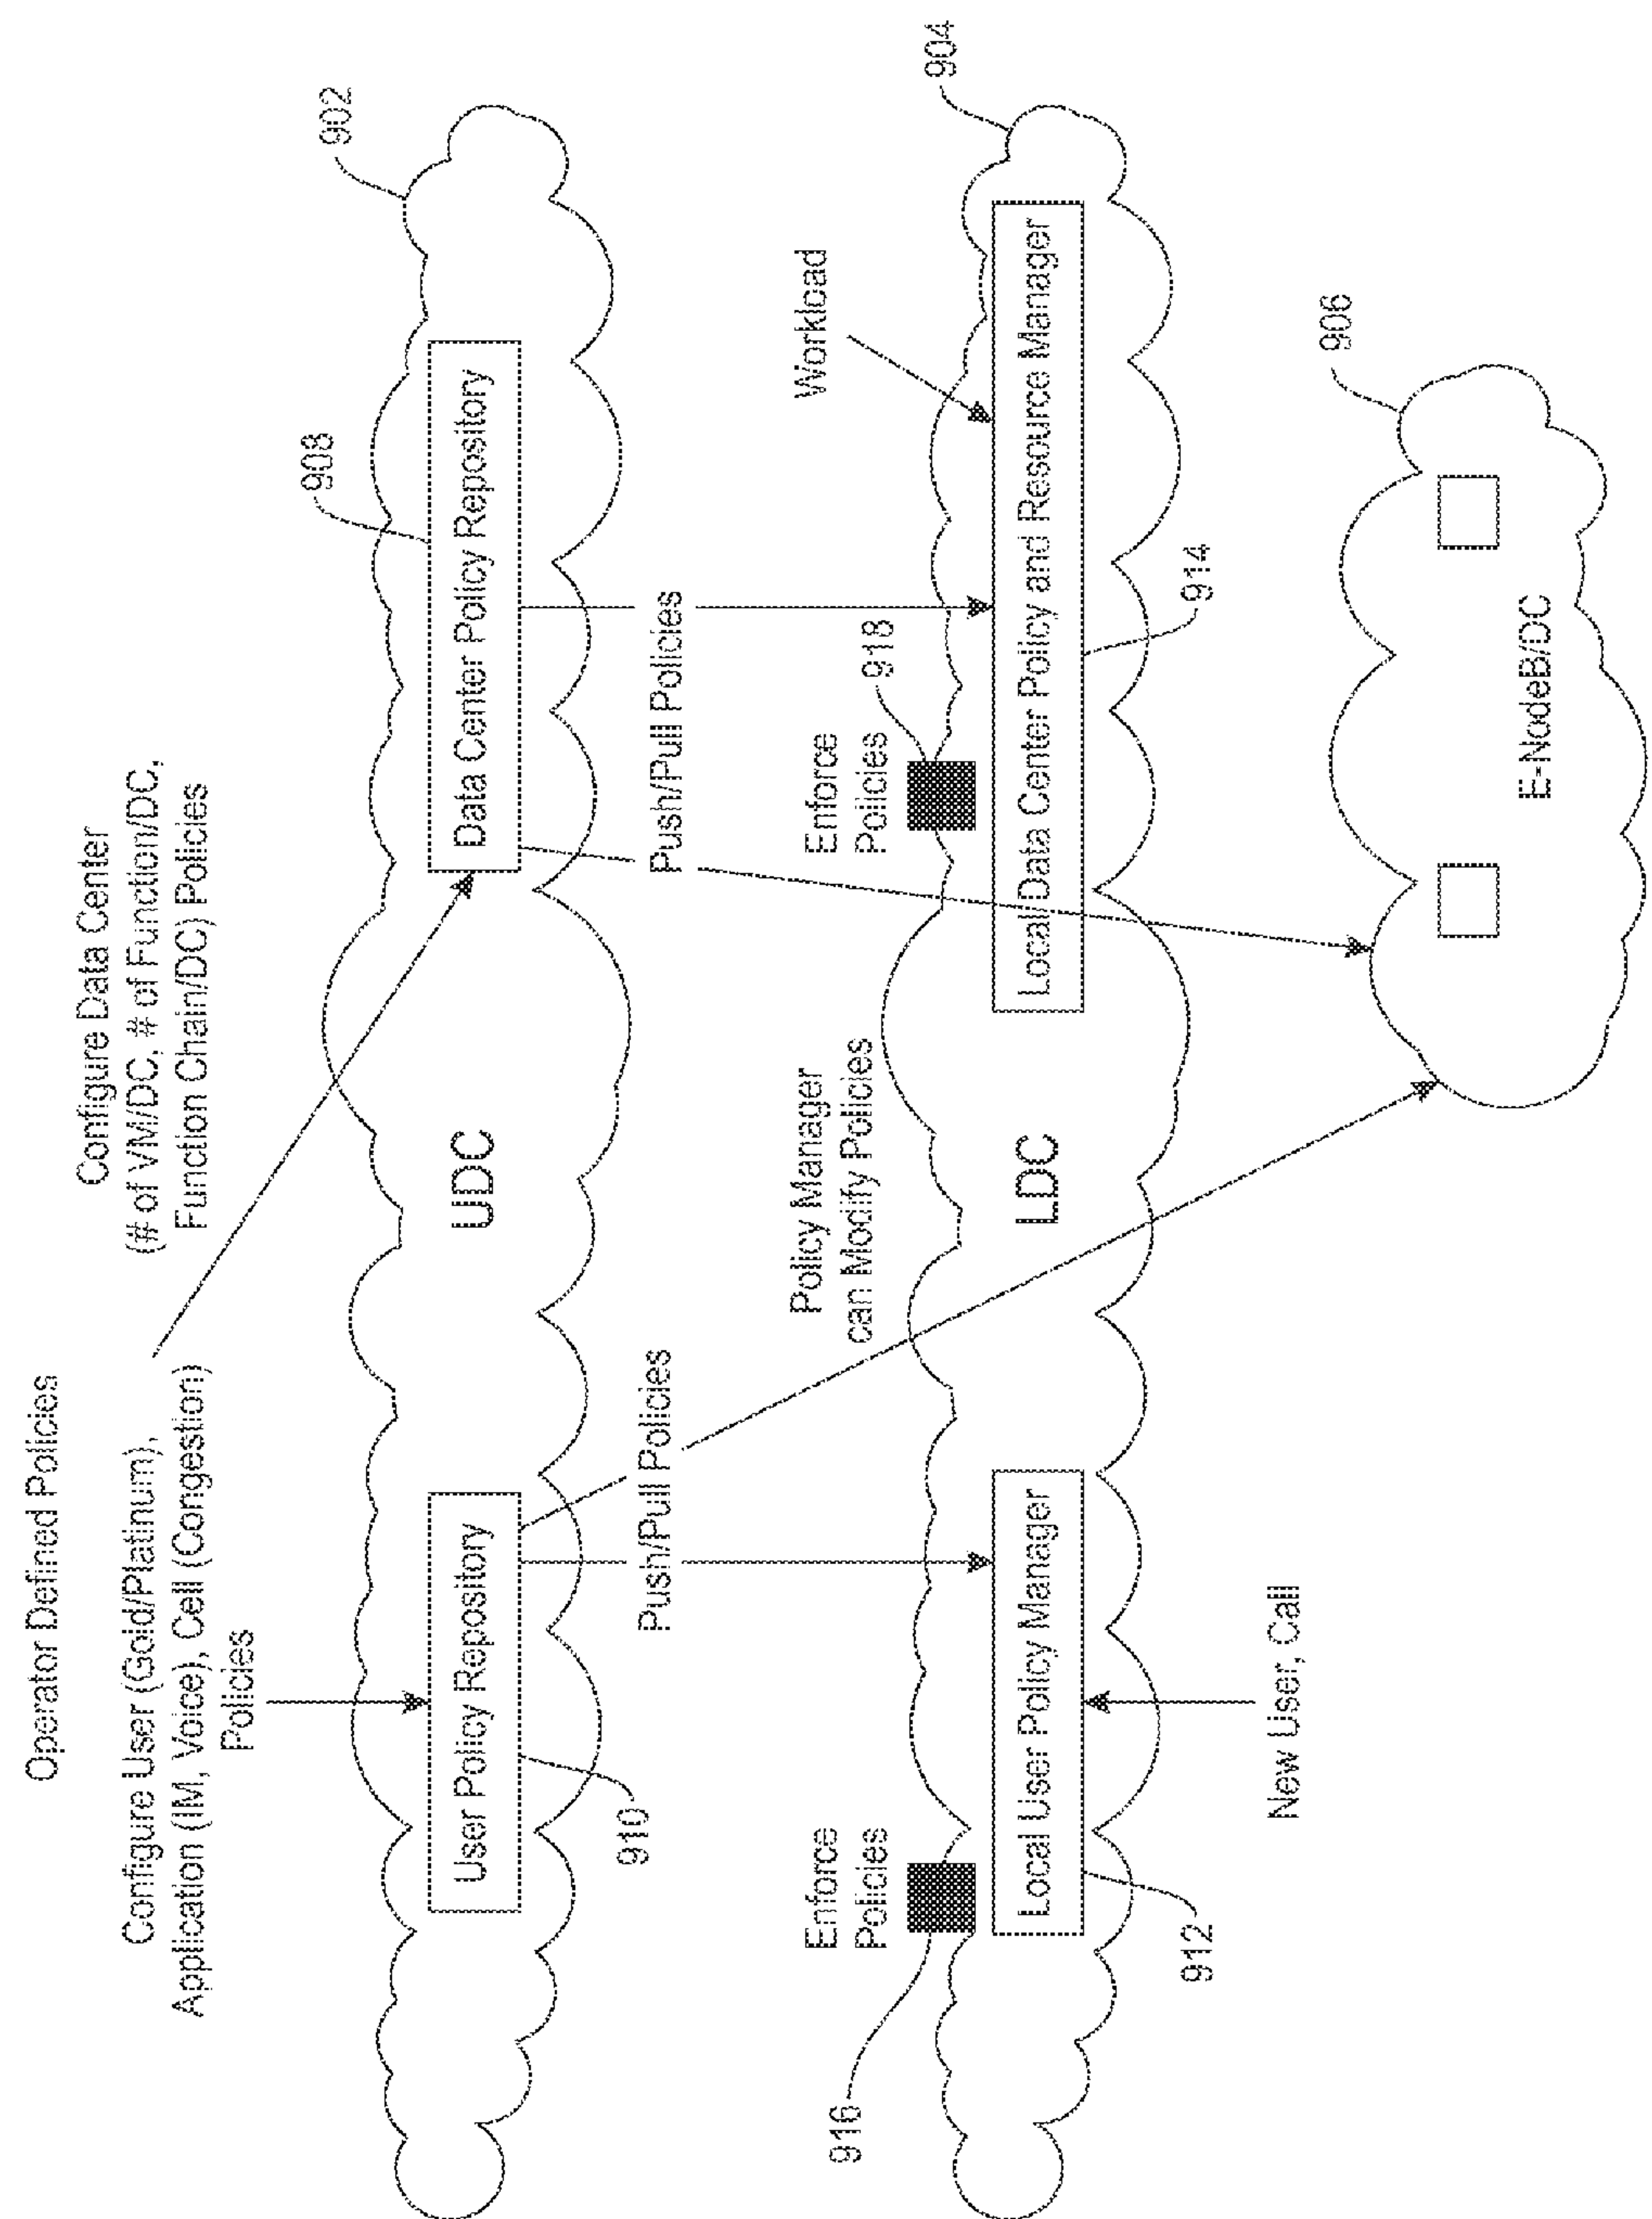 Operator Defined Policies
Configure User (Gold/Platinum),
Application (IM, Voice), Cell (Congestion)
Policies
Configure Data Center
(# of VM/DC, # of Function/DC,
Function Chain/DC) Policies
902
908
User Policy Repository
UDC
Data Center Policy Repository
910
Push/Pull Policies
Push/Pull Policies
Policy Manager
can Modify Policies
Workload
904
916
Enforce
Policies
Enforce
Policies
918
Local User Policy Manager
LDC
Local/Data Center Policy and Resource Manager
912
914
New User, Call
906
E-NodeB/DC